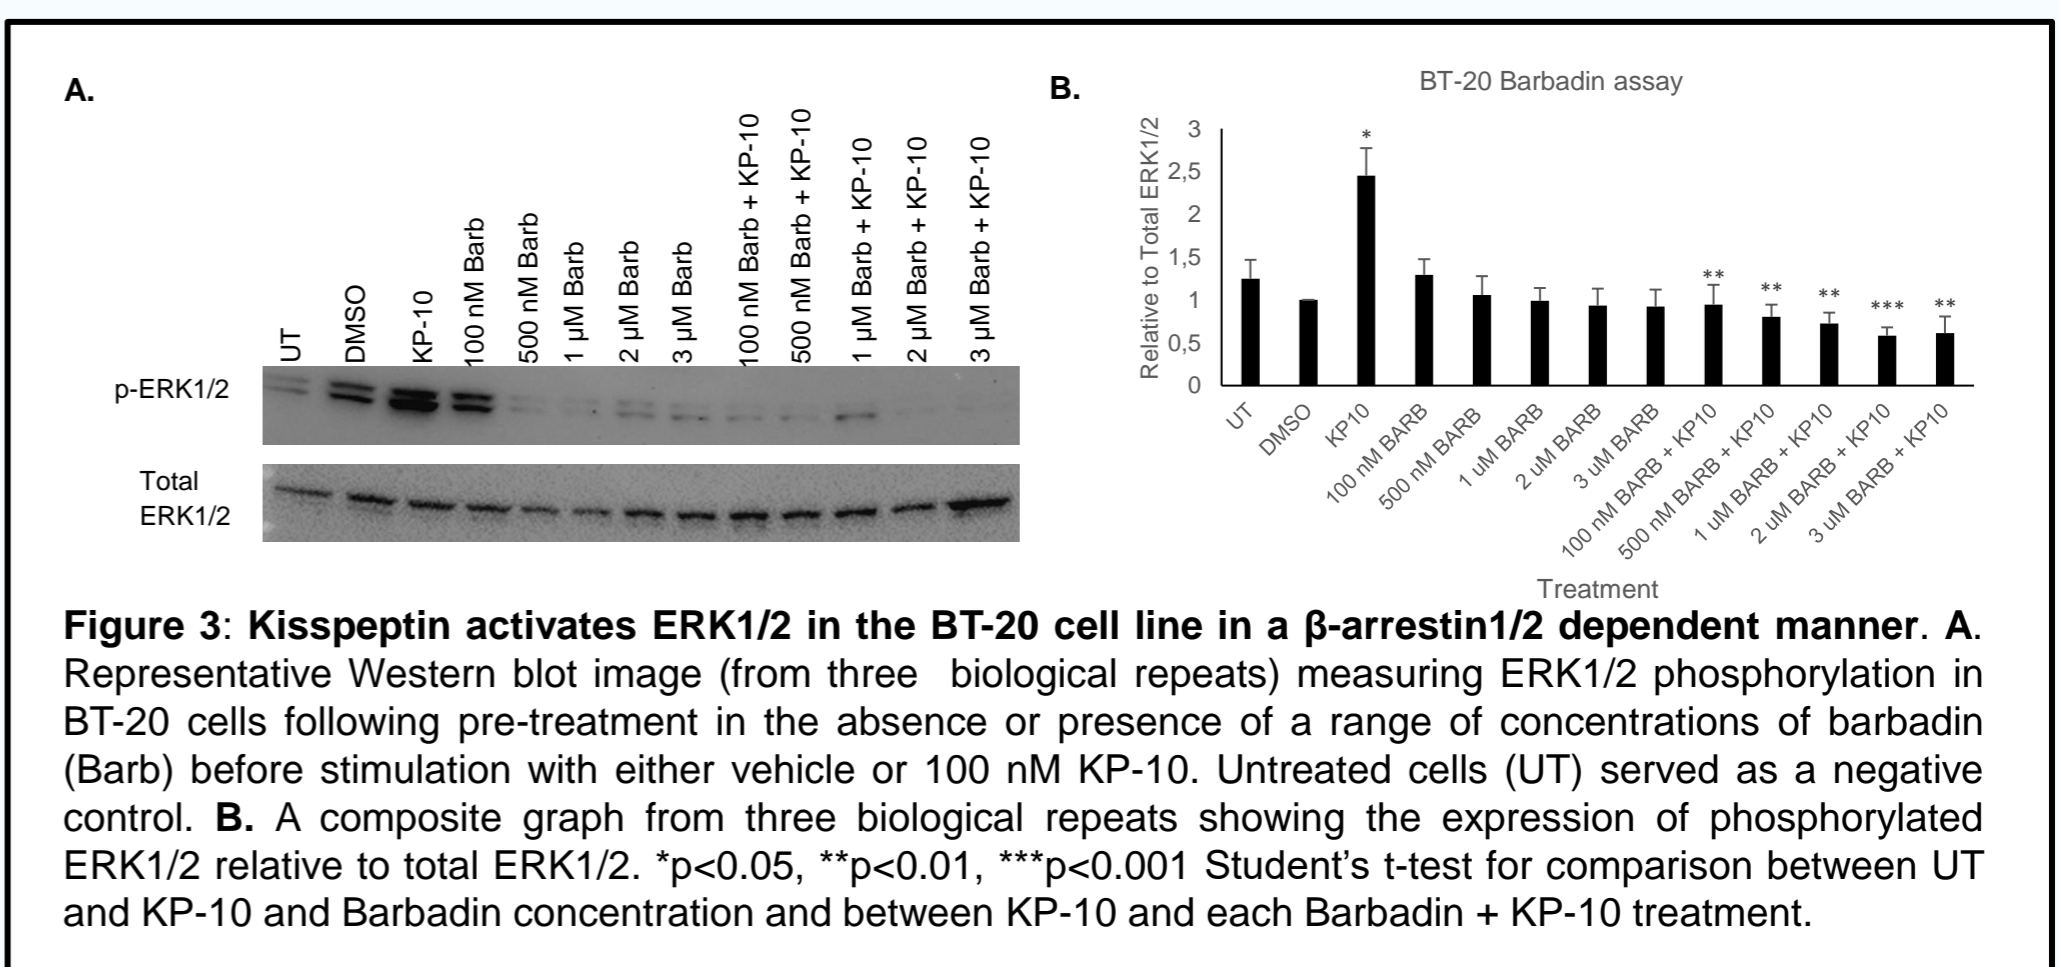 A.
UT
DMSO
KP-10
100 nM Barb
500 nM Barb
1 µM Barb
2 µM Barb
3 µM Barb
100 nM Barb + KP-10
500 nM Barb + KP-10
1 µM Barb + KP-10
2 µM Barb + KP-10
3 µM Barb + KP-10
p-ERK1/2
Total
ERK1/2
B.
BT-20 Barbadin assay
Relative to Total ERK1/2
3
2,5
2
1,5
1
0,5
0
*
**
**
**
***
**
UT
DMSO
KP10
100 nM BARB
500 nM BARB
1 uM BARB
2 uM BARB
3 uM BARB
100 nM BARB + KP10
500 nM BARB + KP10
1 uM BARB + KP10
2 uM BARB + KP10
3 uM BARB + KP10
Treatment
Figure 3: Kisspeptin activates ERK1/2 in the BT-20 cell line in a β-arrestin1/2 dependent manner. A.
Representative Western blot image (from three biological repeats) measuring ERK1/2 phosphorylation in
BT-20 cells following pre-treatment in the absence or presence of a range of concentrations of barbadin
(Barb) before stimulation with either vehicle or 100 nM KP-10. Untreated cells (UT) served as a negative
control. B. A composite graph from three biological repeats showing the expression of phosphorylated
ERK1/2 relative to total ERK1/2. *p<0.05, **p<0.01, ***p<0.001 Student’s t-test for comparison between UT
and KP-10 and Barbadin concentration and between KP-10 and each Barbadin + KP-10 treatment.